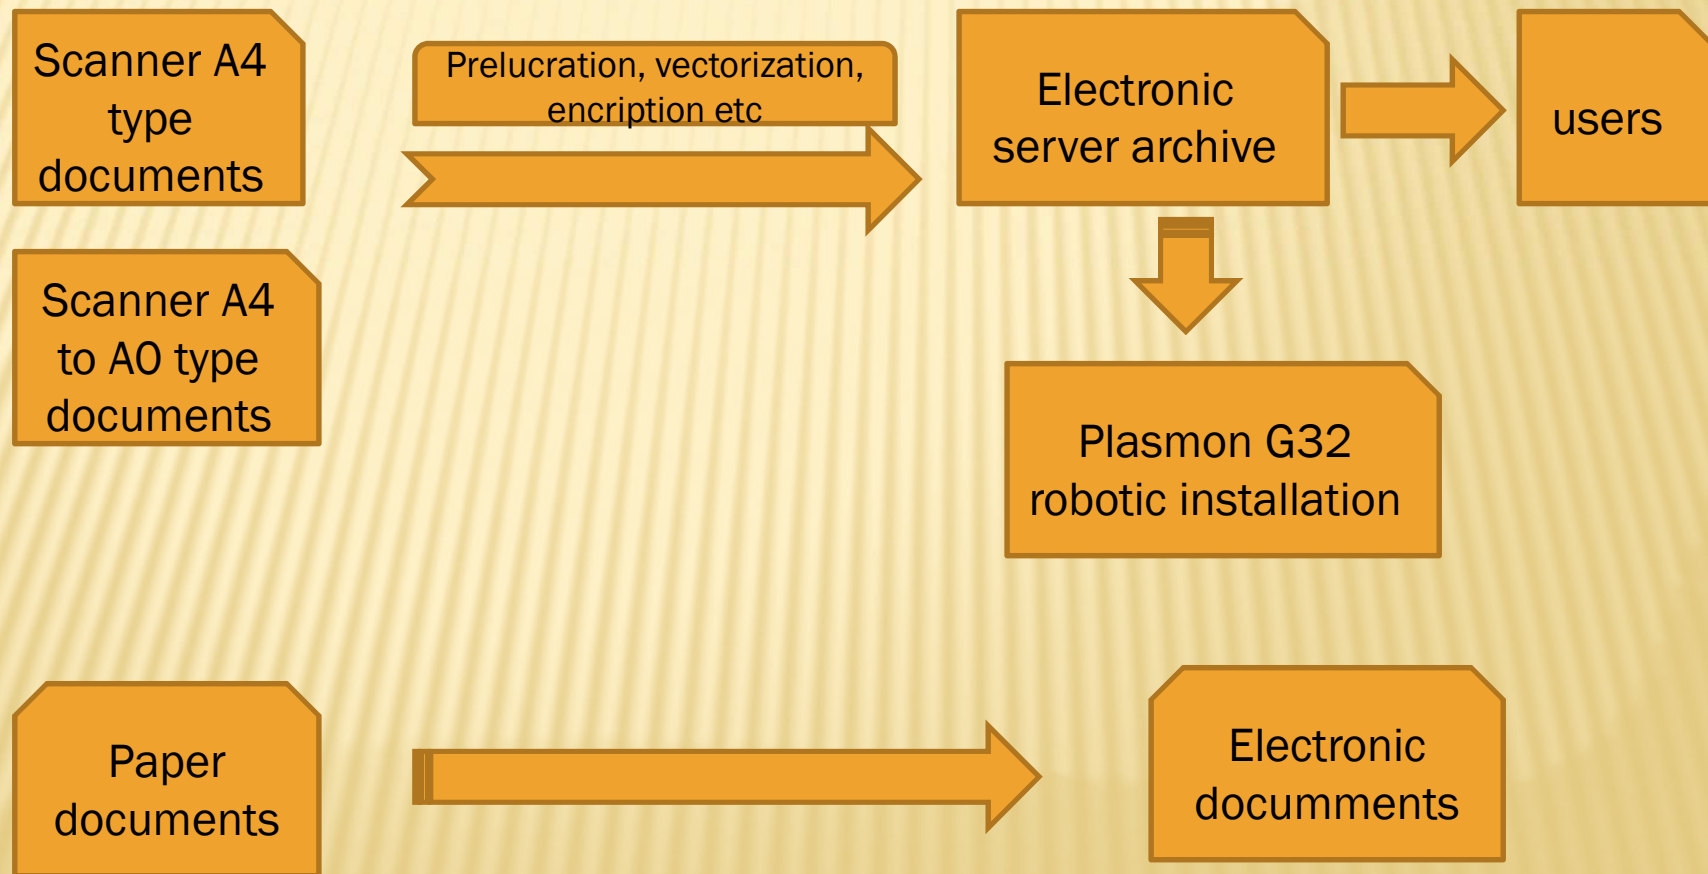 Scanner A4
type
documents
Prelucration, vectorization,
encription etc
Electronic
server archive
users
Scanner A4
to A0 type
documents
Plasmon G32
robotic installation
Paper
documents
Electronic
documments